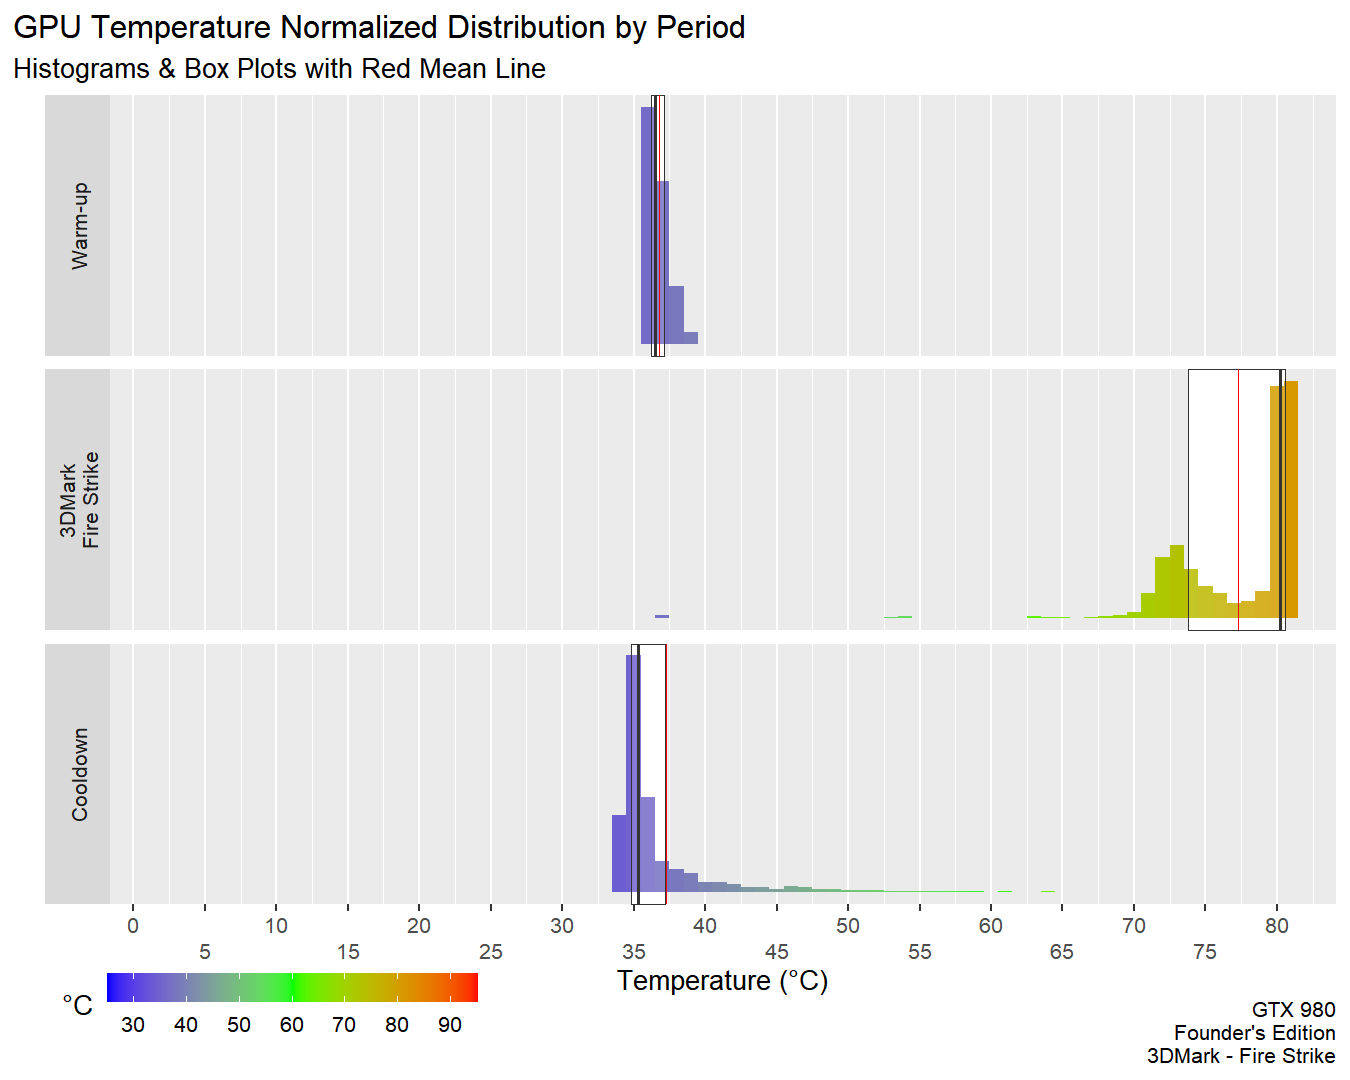 GPU Temperature Normalized Distribution by Period
Histograms & Box Plots with Red Mean Line
Warm-up
3DMark
Fire Strike
Cooldown
0 10 20 30 40 50 60 70 80
5 15 25 35 45 55 65 75
Temperature (°C)
°C
30 40 50 60 70 80 90
GTX 980
Founder's Edition
3DMark - Fire Strike